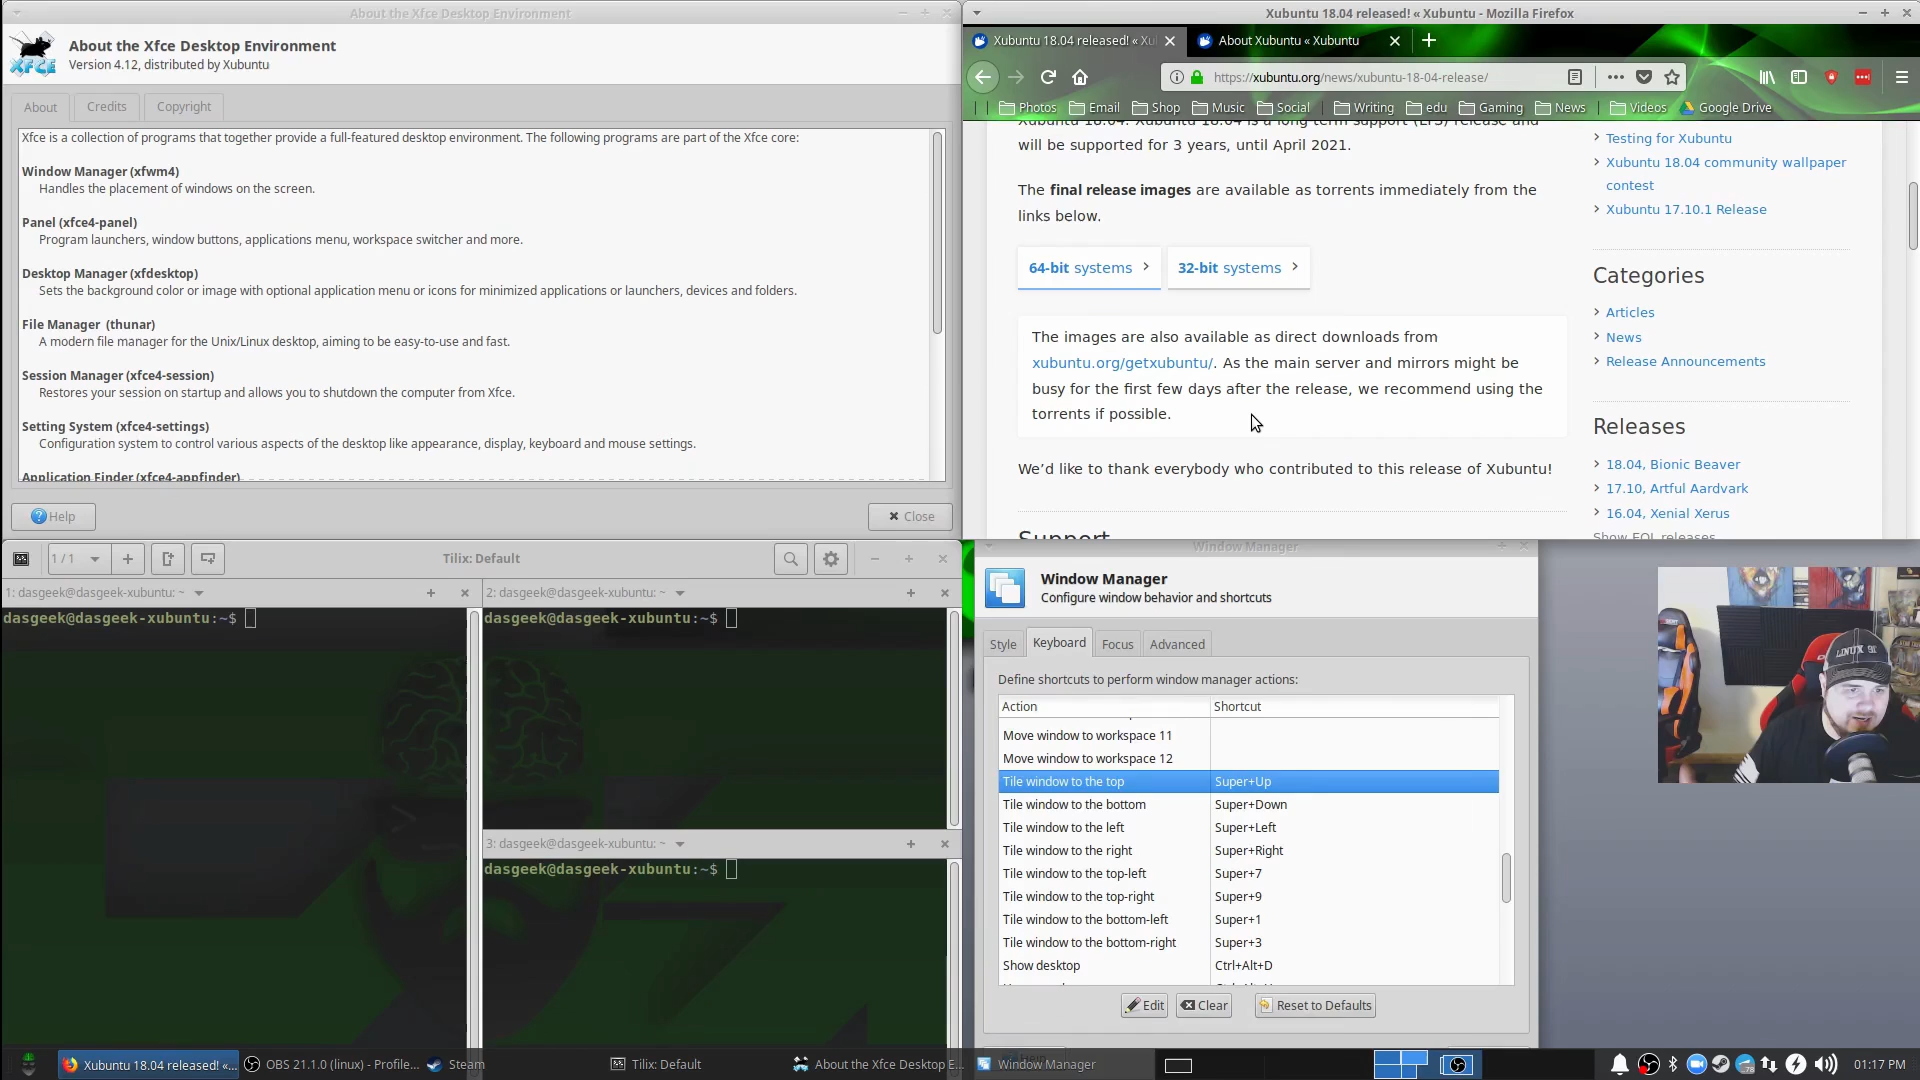 About the Xfce Desktop Environment
About the Xfce Desktop Environment
Version 4.12, distributed by Xubuntu
About
Credits
Copyright
Xfce is a collection of programs that together provide a full-featured desktop environment. The following programs are part of the Xfce core:
Window Manager (xfwm4)
Handles the placement of windows on the screen.
Panel (xfce4-panel)
Program launchers, window buttons, applications menu, workspace switcher and more.
Desktop Manager (xfdesktop)
Sets the background color or image with optional application menu or icons for minimized applications or launchers, devices and folders.
File Manager (thunar)
A modern file manager for the Unix/Linux desktop, aiming to be easy-to-use and fast.
Session Manager (xfce4-session)
Restores your session on startup and allows you to shutdown the computer from Xfce.
Setting System (xfce4-settings)
Configuration system to control various aspects of the desktop like appearance, display, keyboard and mouse settings.
Application Finder (xfce4-appfinder)
Help
Close
Xubuntu 18.04 released! « Xubuntu - Mozilla Firefox
Xubuntu 18.04 released! « Xu
About Xubuntu « Xubuntu
https://xubuntu.org/news/xubuntu-18-04-release/
Photos
Email
Shop
Music
Social
Writing
edu
Gaming
News
Videos
Google Drive
Xubuntu 18.04. Xubuntu 18.04 is a long term support (LTS) release and
will be supported for 3 years, until April 2021.
The final release images are available as torrents immediately from the
links below.
64-bit systems
32-bit systems
The images are also available as direct downloads from
xubuntu.org/getxubuntu/. As the main server and mirrors might be
busy for the first few days after the release, we recommend using the
torrents if possible.
We'd like to thank everybody who contributed to this release of Xubuntu!
Support
Testing for Xubuntu
Xubuntu 18.04 community wallpaper
contest
Xubuntu 17.10.1 Release
Categories
Articles
News
Release Announcements
Releases
18.04, Bionic Beaver
17.10, Artful Aardvark
16.04, Xenial Xerus
Show EOL releases
1 / 1
Tilix: Default
1: dasgeek@dasgeek-xubuntu: ~
dasgeek@dasgeek-xubuntu:~$
2: dasgeek@dasgeek-xubuntu: ~
dasgeek@dasgeek-xubuntu:~$
3: dasgeek@dasgeek-xubuntu: ~
dasgeek@dasgeek-xubuntu:~$
Window Manager
Window Manager
Configure window behavior and shortcuts
Style
Keyboard
Focus
Advanced
Define shortcuts to perform window manager actions:
Action Shortcut
Move window to workspace 11
Move window to workspace 12
Tile window to the top Super+Up
Tile window to the bottom Super+Down
Tile window to the left Super+Left
Tile window to the right Super+Right
Tile window to the top-left Super+7
Tile window to the top-right Super+9
Tile window to the bottom-left Super+1
Tile window to the bottom-right Super+3
Show desktop Ctrl+Alt+D
Edit
Clear
Reset to Defaults
Xubuntu 18.04 released! «...
OBS 21.1.0 (linux) - Profile...
Steam
Tilix: Default
About the Xfce Desktop E...
Window Manager
01:17 PM